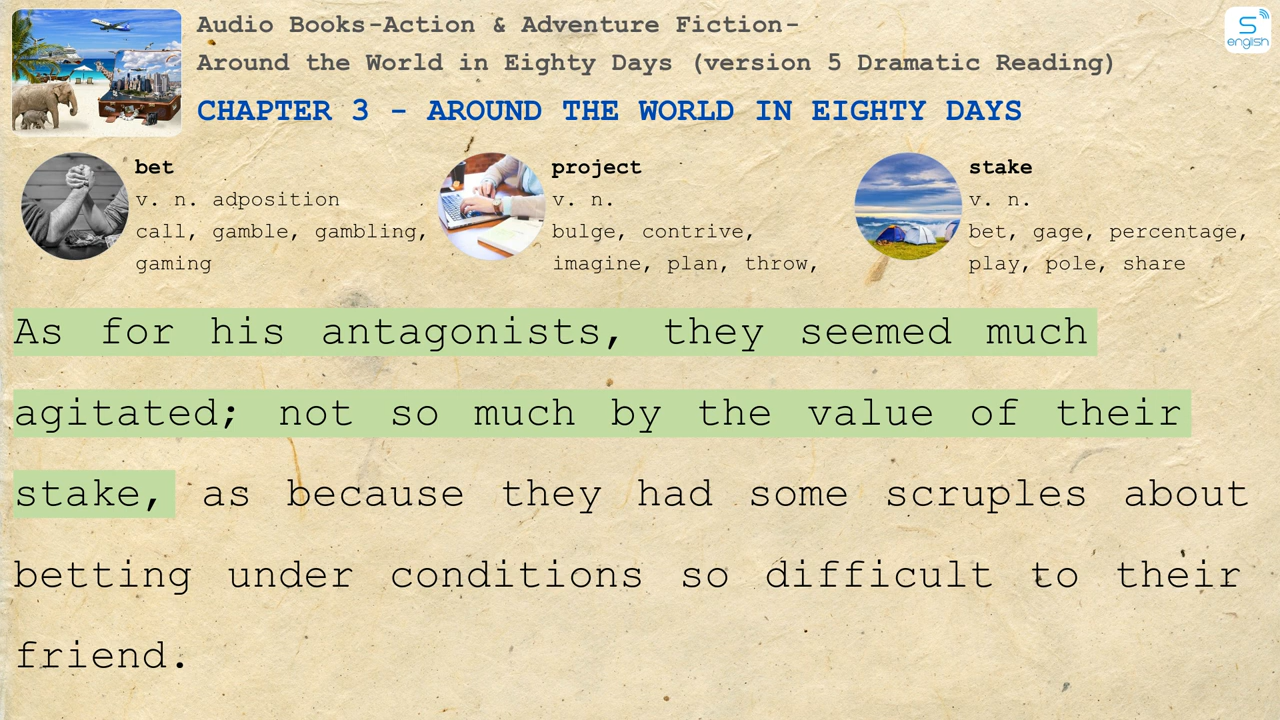 Audio Books-Action & Adventure Fiction-
Around the World in Eighty Days (version 5 Dramatic Reading)
CHAPTER 3 - AROUND THE WORLD IN EIGHTY DAYS
S
english
bet
v. n. adposition
call, gamble, gambling,
gaming
project
v. n.
bulge, contrive,
imagine, plan, throw,
stake
v. n.
bet, gage, percentage,
play, pole, share
As for his antagonists, they seemed much
agitated; not so much by the value of their
stake, as because they had some scruples about
betting under conditions so difficult to their
friend.